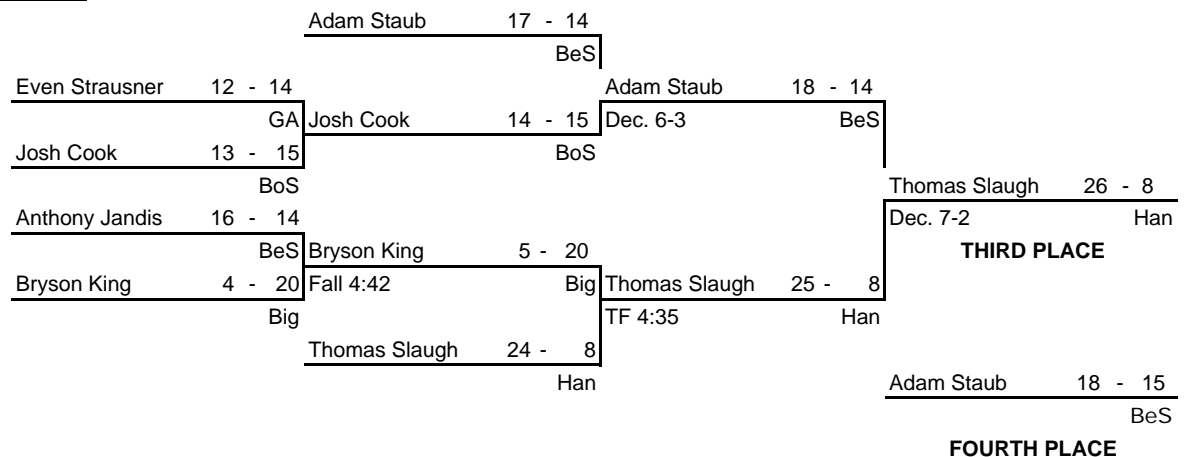 Adam Staub 17 - 14
BeS
Even Strausner 12 - 14 Adam Staub 18 - 14
GA Josh Cook 14 - 15 Dec. 6-3 BeS
Josh Cook 13 - 15 BoS
BoS Thomas Slaugh 26 - 8
Anthony Jandis 16 - 14 Dec. 7-2 Han
BeS Bryson King 5 - 20 THIRD PLACE
Bryson King 4 - 20 Fall 4:42 Big Thomas Slaugh 25 - 8
Big TF 4:35 Han
Thomas Slaugh 24 - 8
Han Adam Staub 18 - 15
BeS
FOURTH PLACE